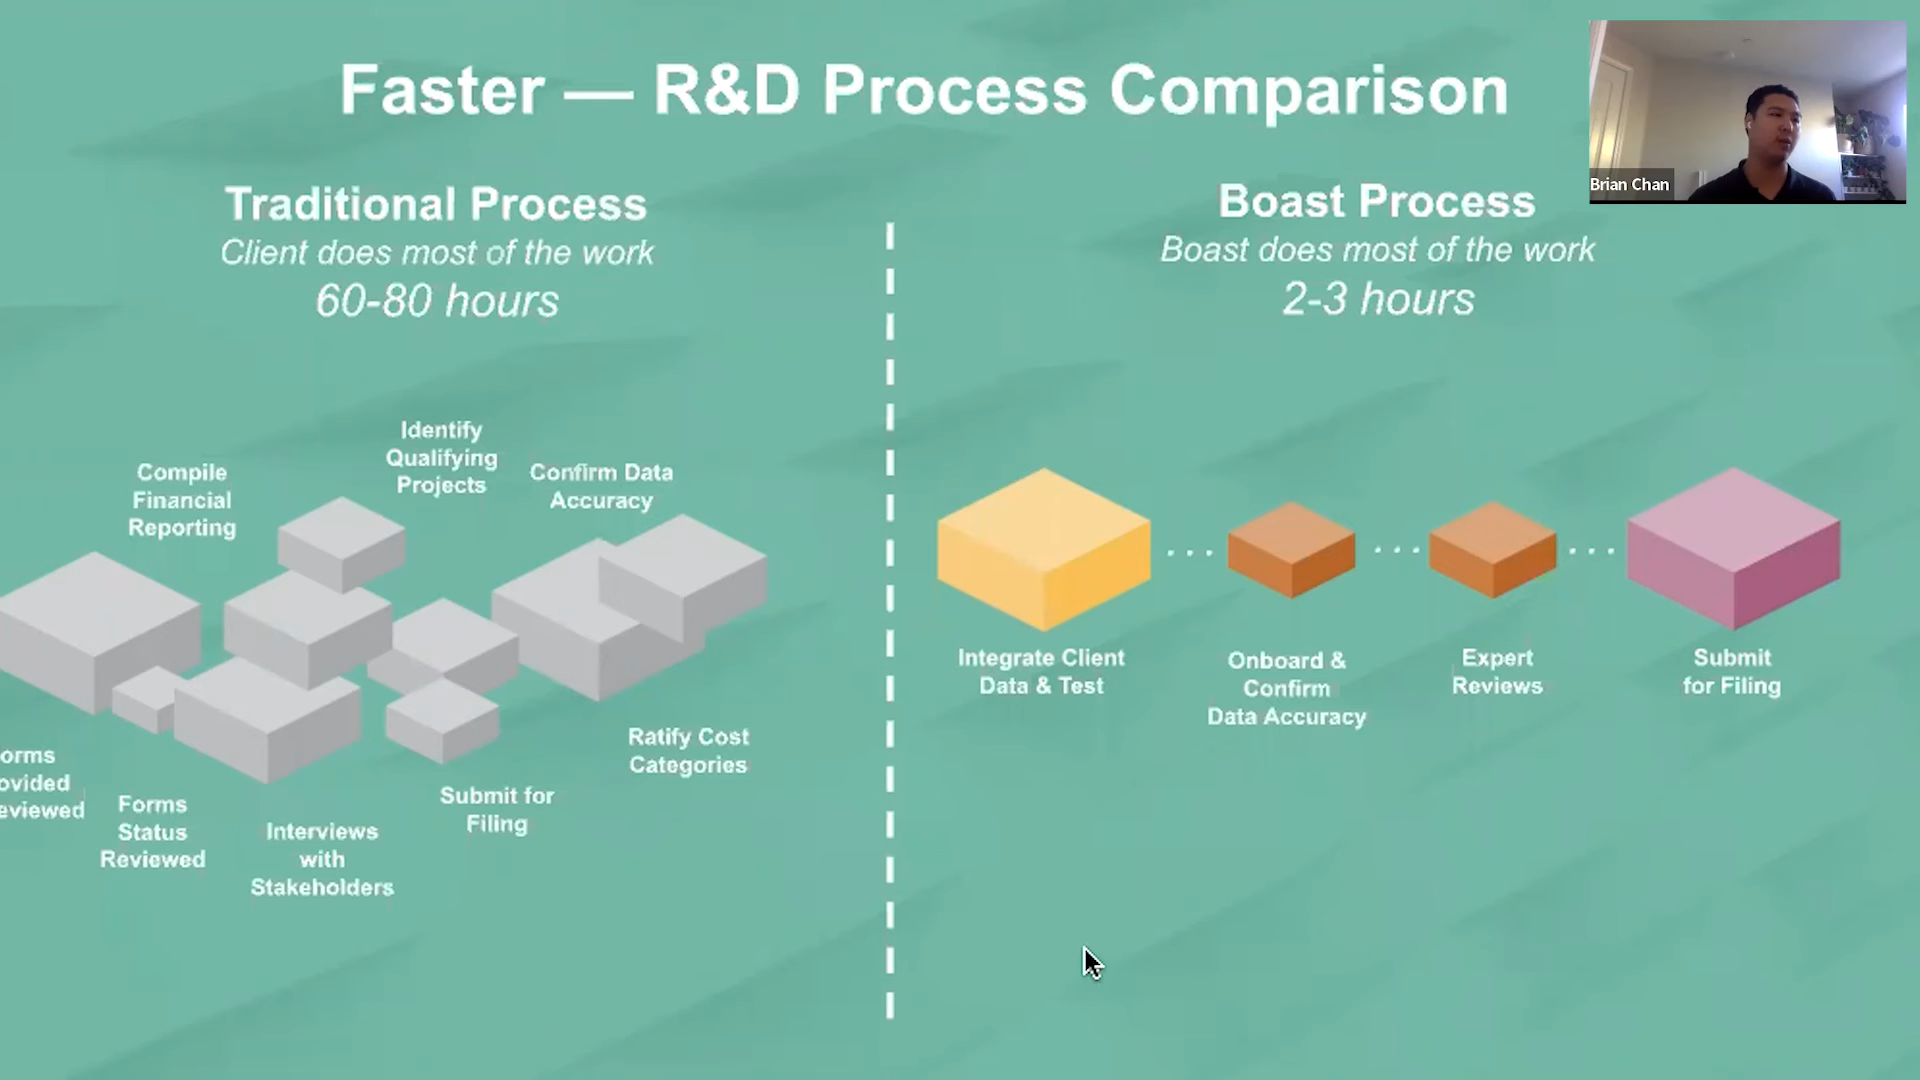 Faster — R&D Process Comparison
Brian Chan
Traditional Process
Client does most of the work
60-80 hours
Compile
Financial
Reporting
Identify
Qualifying
Projects
Confirm Data
Accuracy
orms
ovided
eviewed
Forms
Status
Reviewed
Interviews
with
Stakeholders
Submit for
Filing
Ratify Cost
Categories
Boast Process
Boast does most of the work
2-3 hours
Integrate Client
Data & Test
Onboard &
Confirm
Data Accuracy
Expert
Reviews
Submit
for Filing